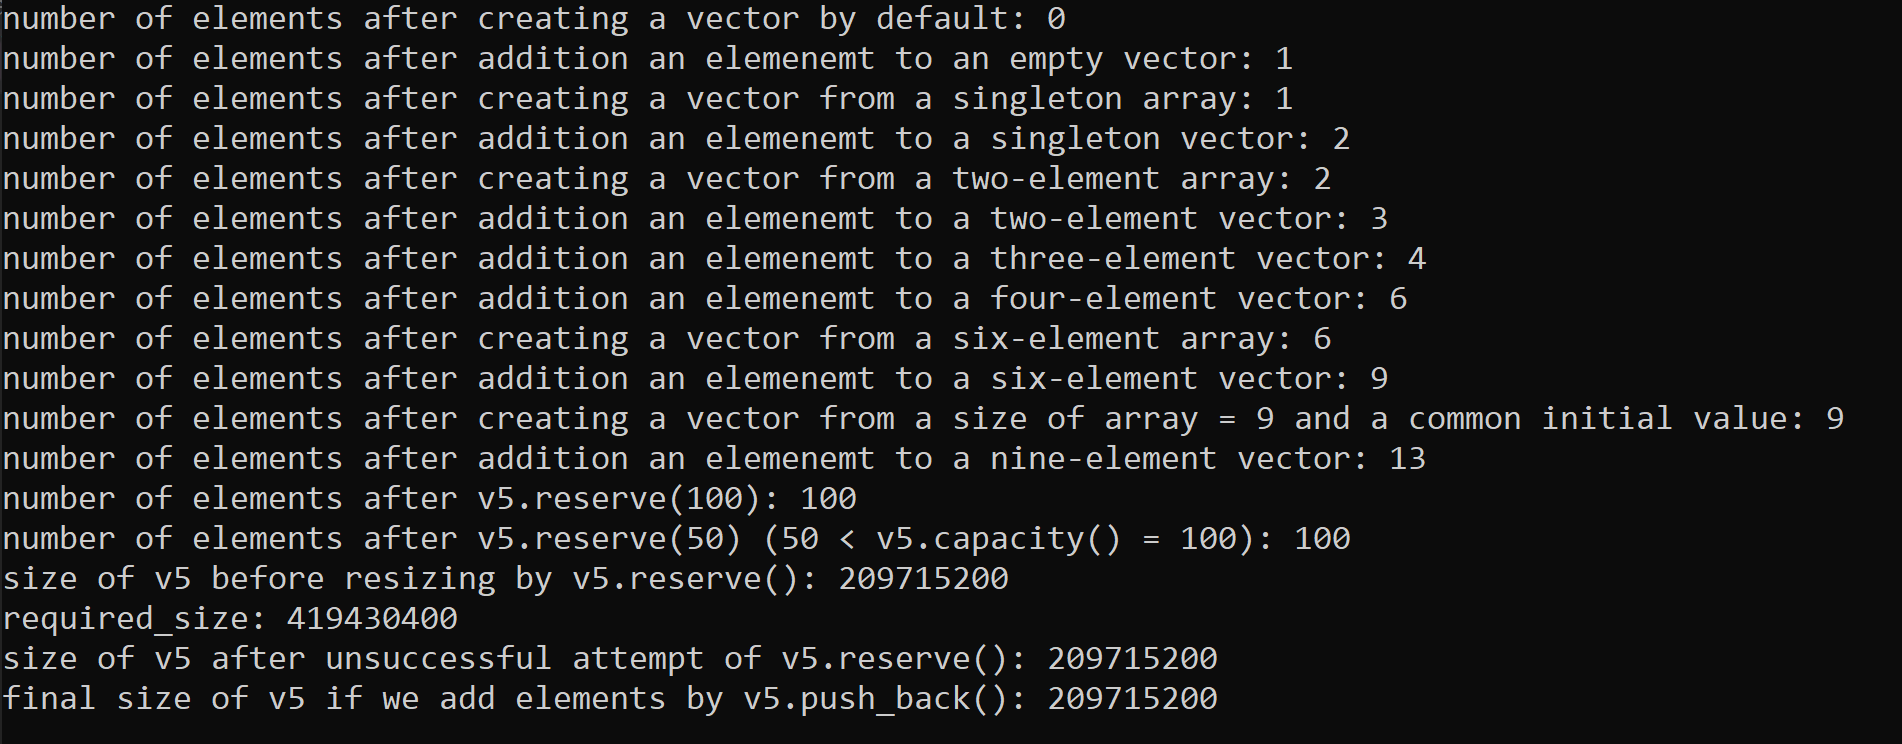 number of elements after creating a vector by default: 0
number of elements after addition an elemenemt to an empty vector: 1
number of elements after creating a vector from a singleton array: 1
number of elements after addition an elemenemt to a singleton vector: 2
number of elements after creating a vector from a two-element array: 2
number of elements after addition an elemenemt to a two-element vector: 3
number of elements after addition an elemenemt to a three-element vector: 4
number of elements after addition an elemenemt to a four-element vector: 6
number of elements after creating a vector from a six-element array: 6
number of elements after addition an elemenemt to a six-element vector: 9
number of elements after creating a vector from a size of array = 9 and a common initial value: 9
number of elements after addition an elemenemt to a nine-element vector: 13
number of elements after v5.reserve(100): 100
number of elements after v5.reserve(50) (50 < v5.capacity() = 100): 100
size of v5 before resizing by v5.reserve(): 209715200
required_size: 419430400
size of v5 after unsuccessful attempt of v5.reserve(): 209715200
final size of v5 if we add elements by v5.push_back(): 209715200